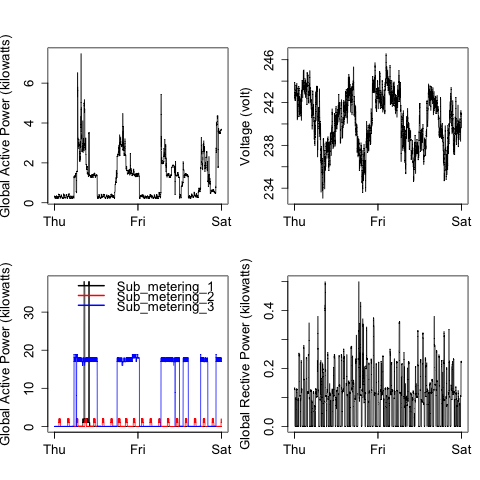 Global Active Power (kilowatts)
0 2 4 6
Thu Fri Sat
Voltage (volt)
234 238 242 246
Thu Fri Sat
Global Active Power (kilowatts)
0 10 20 30
Sub_metering_1
Sub_metering_2
Sub_metering_3
Thu Fri Sat
Global Rective Power (kilowatts)
0.0 0.2 0.4
Thu Fri Sat